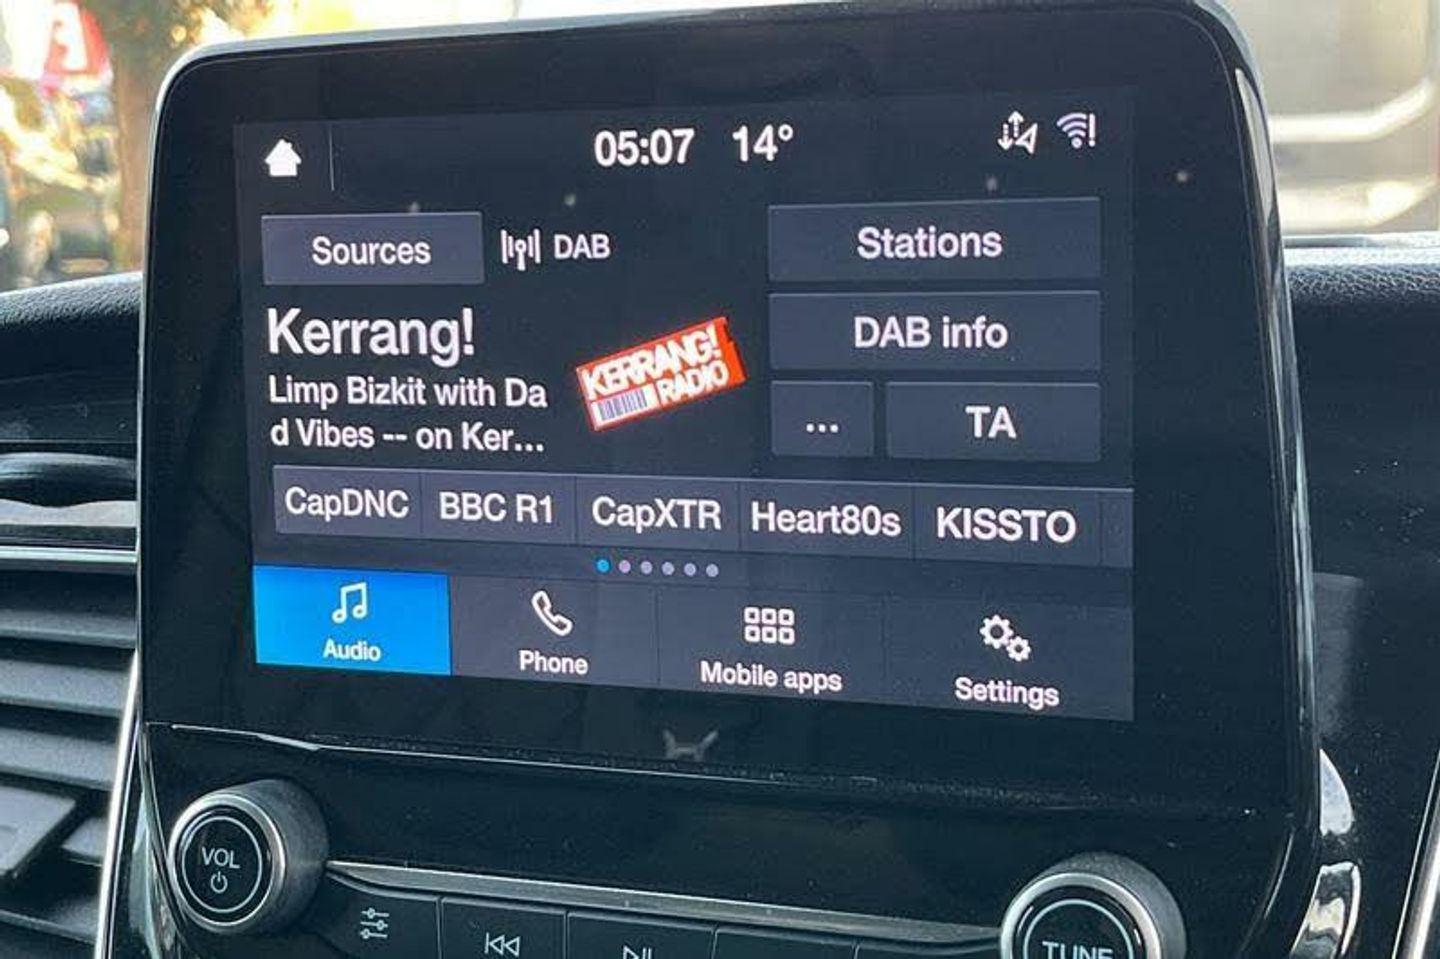 05:07 14°
Sources DAB Stations
Kerrang!
KERRANG!
RADIO
DAB info
Limp Bizkit with Da
d Vibes -- on Ker...
... TA
CapDNC BBC R1 CapXTR Heart80s KISSTO
Audio Phone Mobile apps Settings
VOL
TUNE